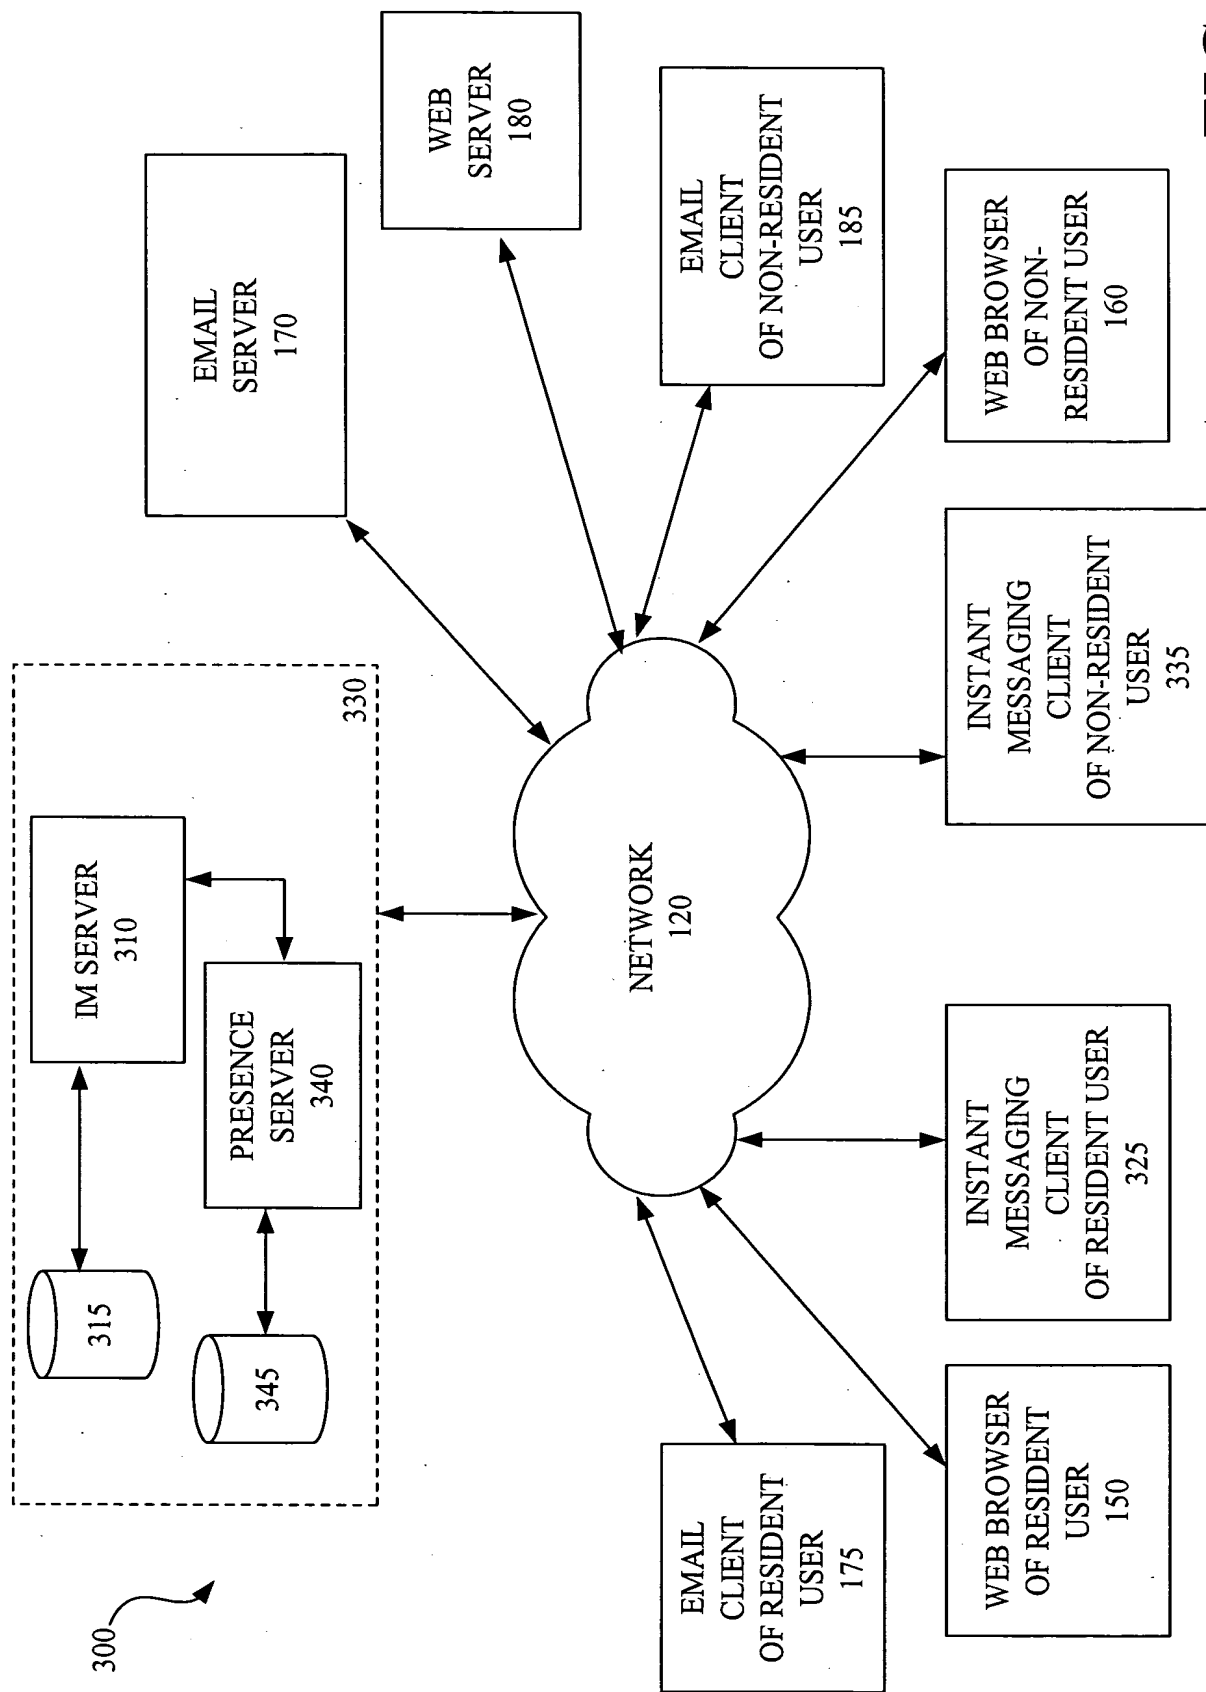 300
330
IM SERVER
310
315
PRESENCE
SERVER
340
345
EMAIL
SERVER
170
WEB
SERVER
180
NETWORK
120
EMAIL
CLIENT
OF RESIDENT
USER
175
EMAIL
CLIENT
OF NON-RESIDENT
USER
185
WEB BROWSER
OF RESIDENT
USER
150
INSTANT
MESSAGING
CLIENT
OF RESIDENT USER
325
INSTANT
MESSAGING
CLIENT
OF NON-RESIDENT
USER
335
WEB BROWSER
OF NON-
RESIDENT USER
160